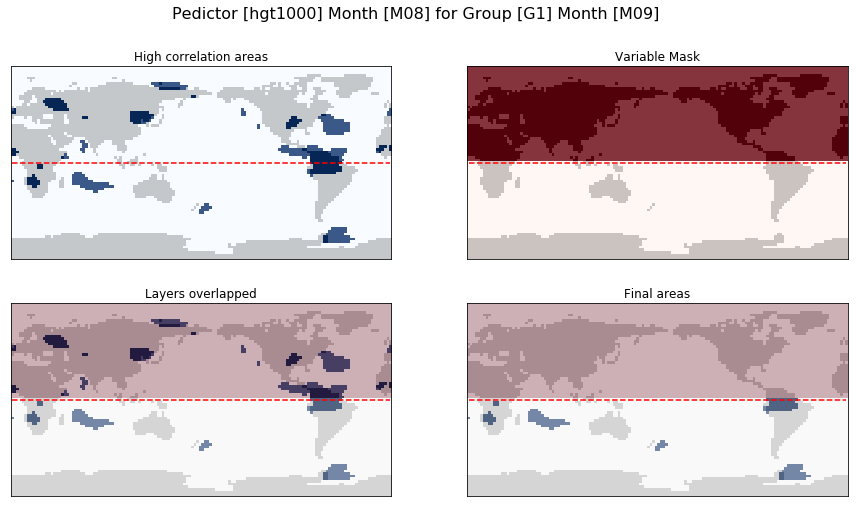 Pedictor [hgt1000] Month [M08] for Group [G1] Month [M09]
High correlation areas
Variable Mask
Layers overlapped
Final areas